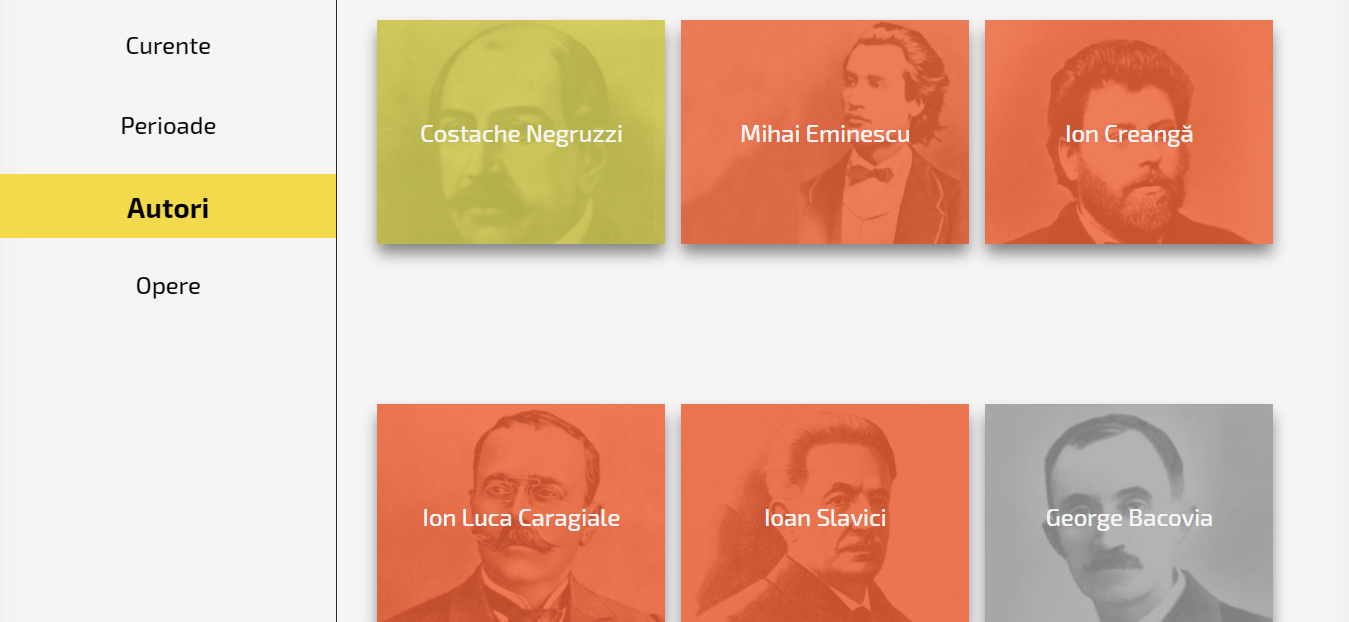 Curente
Perioade
Autori
Opere
Costache Negruzzi
Mihai Eminescu
Ion Creangă
Ion Luca Caragiale
Ioan Slavici
George Bacovia